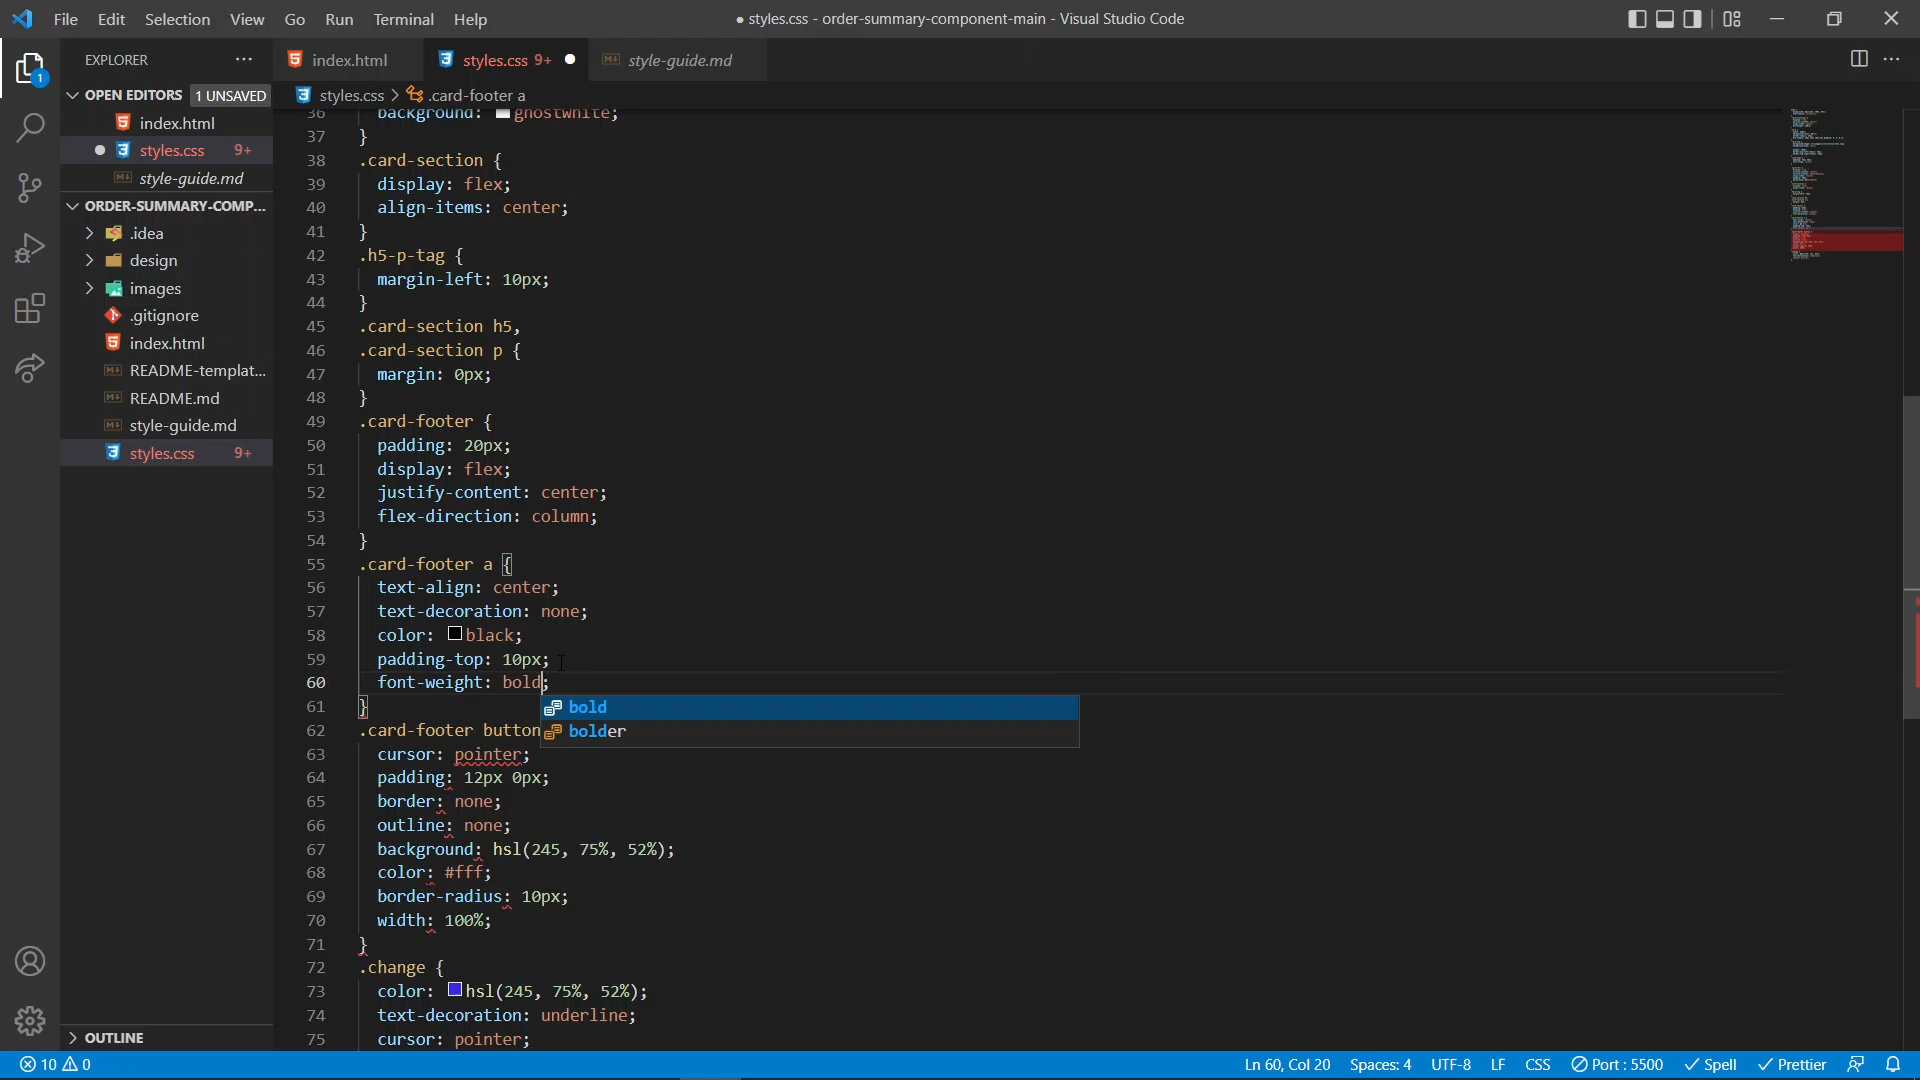 File Edit Selection View Go Run Terminal Help
● styles.css - order-summary-component-main - Visual Studio Code
EXPLORER
index.html
styles.css 9+
style-guide.md
OPEN EDITORS 1 UNSAVED
styles.css > .card-footer a
index.html
styles.css 9+
style-guide.md
ORDER-SUMMARY-COMP...
.idea
design
images
.gitignore
index.html
README-templat...
README.md
style-guide.md
styles.css 9+
OUTLINE
36 background: ghostwhite;
37 }
38 .card-section {
39 display: flex;
40 align-items: center;
41 }
42 .h5-p-tag {
43 margin-left: 10px;
44 }
45 .card-section h5,
46 .card-section p {
47 margin: 0px;
48 }
49 .card-footer {
50 padding: 20px;
51 display: flex;
52 justify-content: center;
53 flex-direction: column;
54 }
55 .card-footer a {
56 text-align: center;
57 text-decoration: none;
58 color: black;
59 padding-top: 10px;
60 font-weight: bold;
61 }
bold
bolder
62 .card-footer button
63 cursor: pointer;
64 padding: 12px 0px;
65 border: none;
66 outline: none;
67 background: hsl(245, 75%, 52%);
68 color: #fff;
69 border-radius: 10px;
70 width: 100%;
71 }
72 .change {
73 color: hsl(245, 75%, 52%);
74 text-decoration: underline;
75 cursor: pointer;
10 0
Ln 60, Col 20 Spaces: 4 UTF-8 LF CSS Port : 5500 Spell Prettier